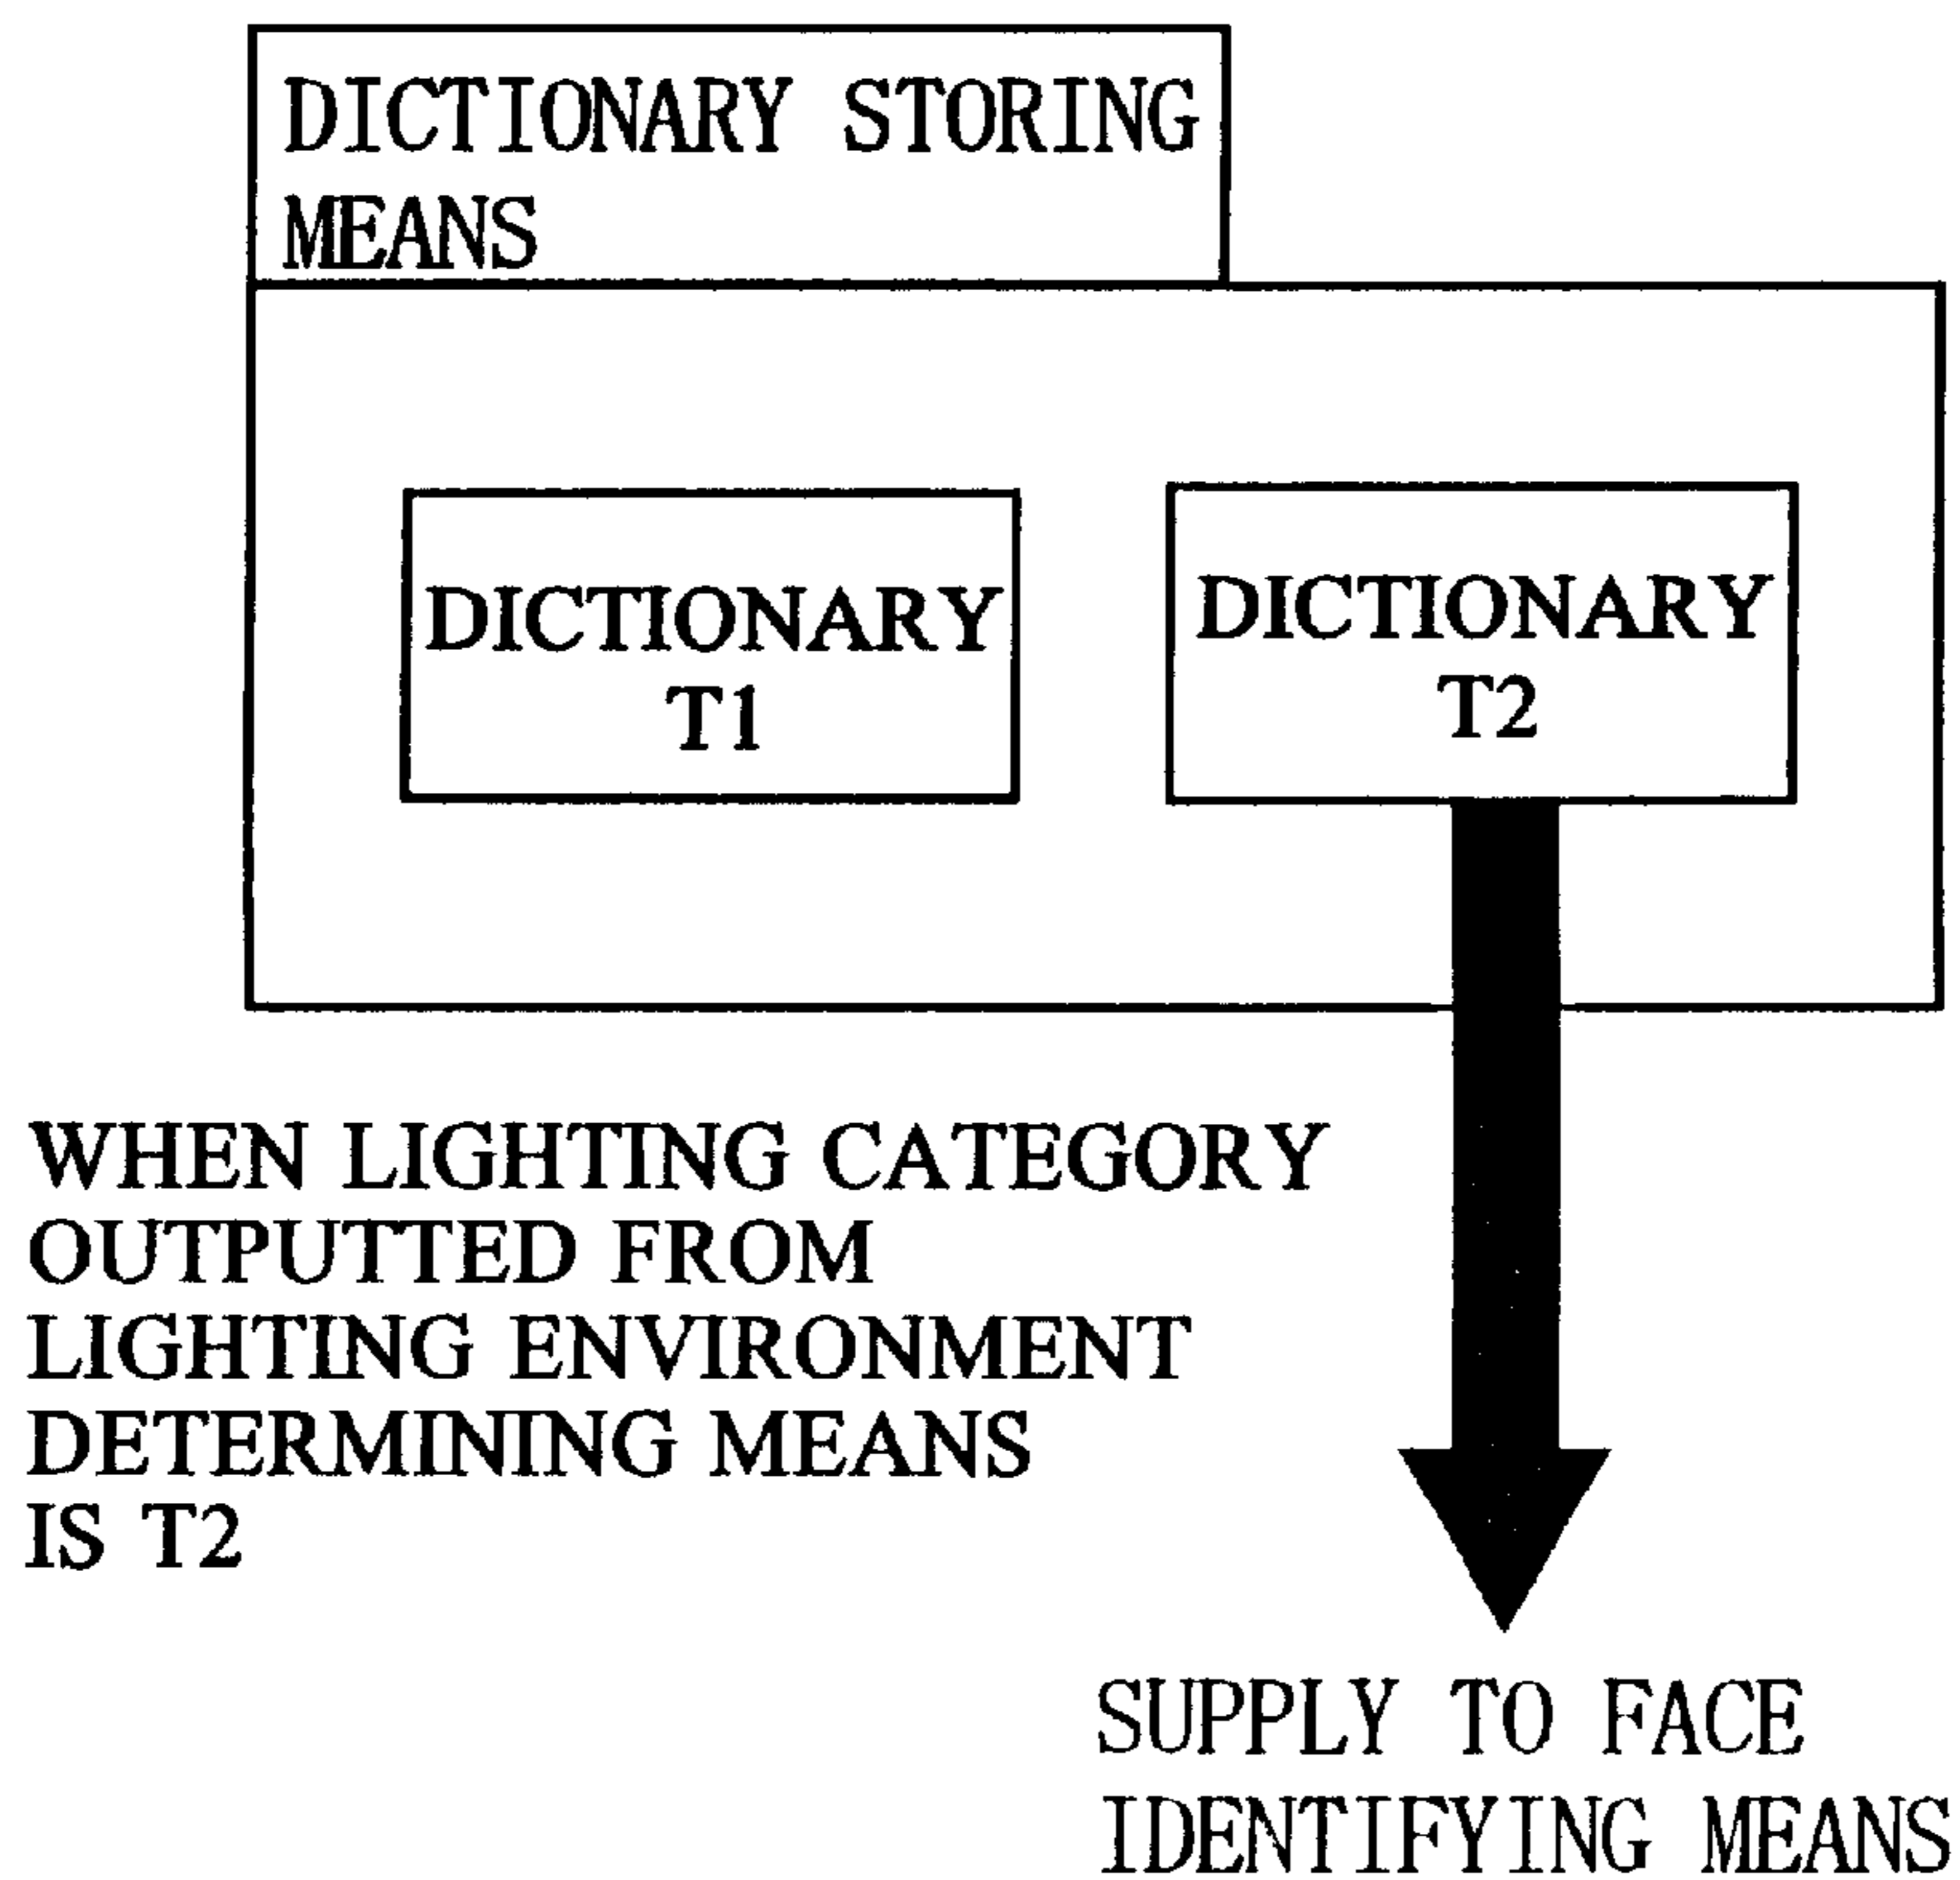 DICTIONARY STORING
MEANS
DICTIONARY
T1
DICTIONARY
T2
WHEN LIGHTING CATEGORY
OUTPUTTED FROM
LIGHTING ENVIRONMENT
DETERMINING MEANS
IS T2
SUPPLY TO FACE
IDENTIFYING MEANS